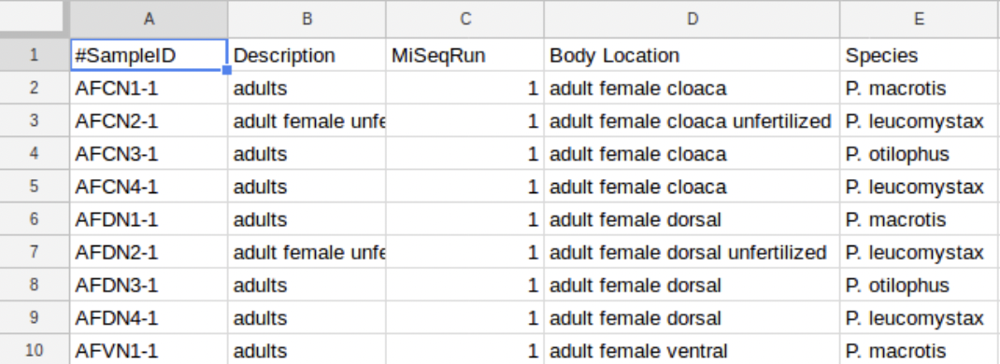 A B C D E
1 #SampleID Description MiSeqRun Body Location Species
2 AFCN1-1 adults 1 adult female cloaca P. macrotis
3 AFCN2-1 adult female unfe 1 adult female cloaca unfertilized P. leucomystax
4 AFCN3-1 adults 1 adult female cloaca P. otilophus
5 AFCN4-1 adults 1 adult female cloaca P. leucomystax
6 AFDN1-1 adults 1 adult female dorsal P. macrotis
7 AFDN2-1 adult female unfe 1 adult female dorsal unfertilized P. leucomystax
8 AFDN3-1 adults 1 adult female dorsal P. otilophus
9 AFDN4-1 adults 1 adult female dorsal P. leucomystax
10 AFVN1-1 adults 1 adult female ventral P. macrotis